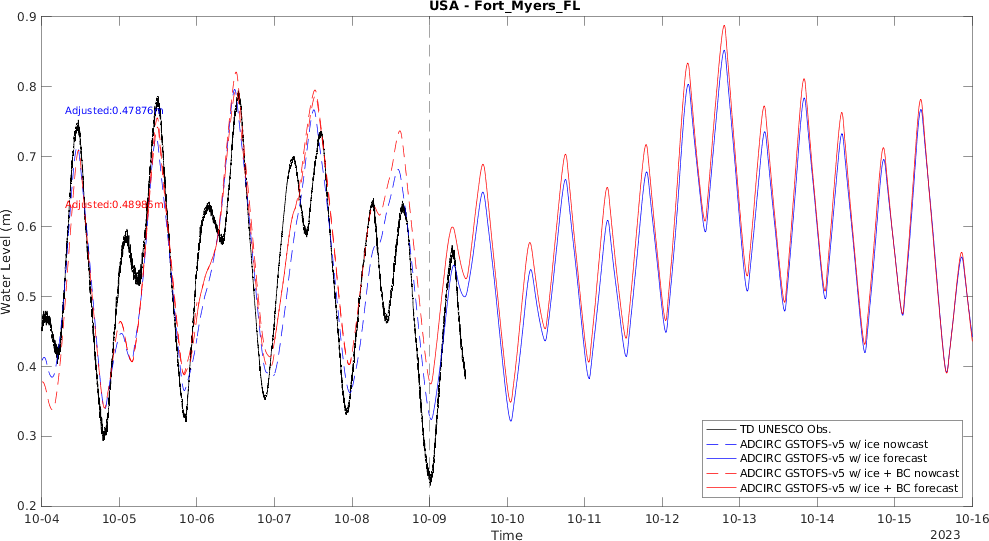 USA - Fort_Myers_FL
0.9
0.8
Adjusted:0.47876m
0.7
Adjusted:0.48985m
0.6
Water Level (m)
0.5
0.4
0.3
0.2
TD UNESCO Obs.
ADCIRC GSTOFS-v5 w/ ice nowcast
ADCIRC GSTOFS-v5 w/ ice forecast
ADCIRC GSTOFS-v5 w/ ice + BC nowcast
ADCIRC GSTOFS-v5 w/ ice + BC forecast
10-04 10-05 10-06 10-07 10-08 10-09 10-10 10-11 10-12 10-13 10-14 10-15 10-16
Time
2023